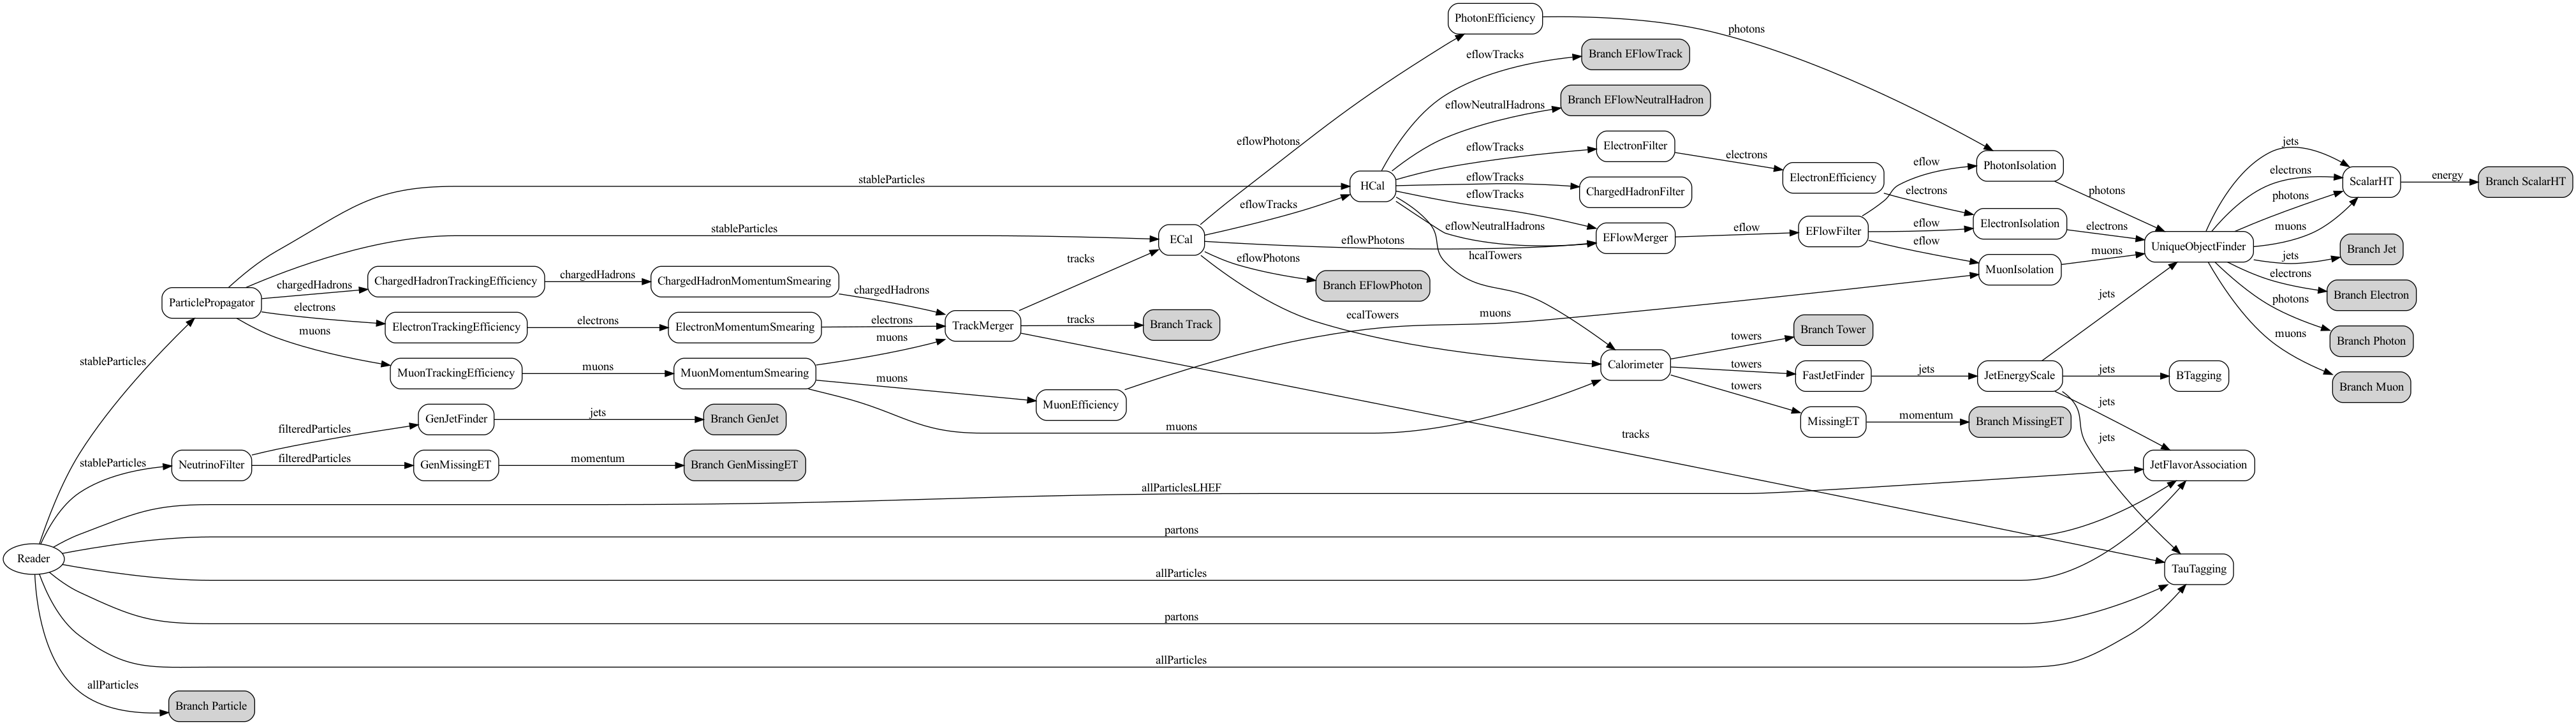 PhotonEfficiency
photons
Branch EFlowTrack
eflowTracks
Branch EFlowNeutralHadron
eflowNeutralHadrons
eflowPhotons
ElectronFilter
eflowTracks
electrons
ElectronEfficiency
eflow
PhotonIsolation
jets
electrons
ScalarHT
energy
Branch ScalarHT
stableParticles
HCal
eflowTracks
ChargedHadronFilter
eflowTracks
electrons
photons
photons
eflowTracks
ElectronIsolation
electrons
muons
stableParticles
ECal
eflowPhotons
eflowNeutralHadrons
EFlowMerger
eflow
EFlowFilter
eflow
eflow
UniqueObjectFinder
jets
Branch Jet
muons
MuonIsolation
hcalTowers
eflowPhotons
Branch EFlowPhoton
tracks
electrons
Branch Electron
ChargedHadronTrackingEfficiency
chargedHadrons
ChargedHadronMomentumSmearing
chargedHadrons
chargedHadrons
jets
photons
ParticlePropagator
electrons
ElectronTrackingEfficiency
electrons
ElectronMomentumSmearing
electrons
TrackMerger
tracks
Branch Track
ecalTowers
muons
Branch Tower
towers
muons
Branch Photon
muons
muons
stableParticles
MuonTrackingEfficiency
muons
MuonMomentumSmearing
Calorimeter
towers
FastJetFinder
jets
JetEnergyScale
jets
BTagging
Branch Muon
muons
MuonEfficiency
towers
jets
GenJetFinder
jets
Branch GenJet
filteredParticles
muons
MissingET
momentum
Branch MissingET
tracks
jets
stableParticles
NeutrinoFilter
filteredParticles
GenMissingET
momentum
Branch GenMissingET
JetFlavorAssociation
allParticlesLHEF
partons
Reader
allParticles
TauTagging
partons
allParticles
allParticles
Branch Particle